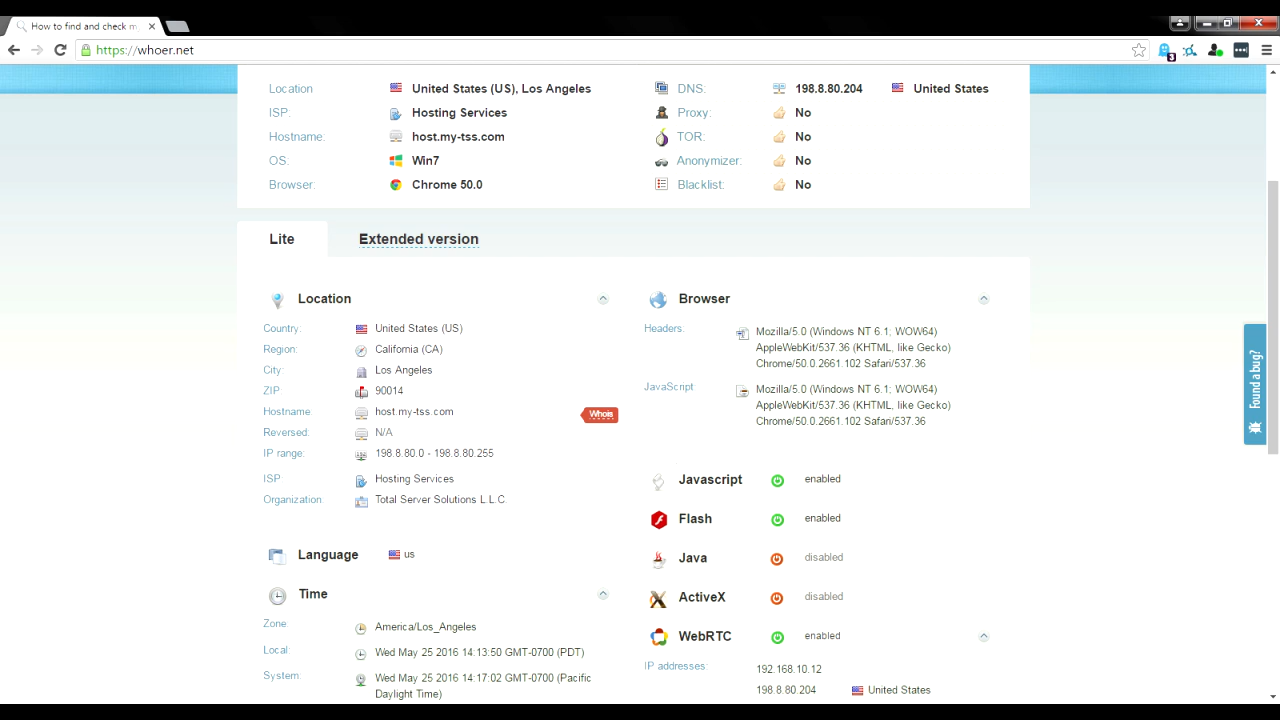 How to find and check m
https://whoer.net
3
Location United States (US), Los Angeles
DNS: 198.8.80.204 United States
ISP: Hosting Services
Proxy: No
Hostname: host.my-tss.com
TOR: No
OS: Win7
Anonymizer: No
Browser: Chrome 50.0
Blacklist: No
Lite
Extended version
Location
Country: United States (US)
Region: California (CA)
City: Los Angeles
ZIP: 90014
Hostname: host.my-tss.com
Whois
Reversed: N/A
IP range: 198.8.80.0 - 198.8.80.255
ISP Hosting Services
Organization: Total Server Solutions L.L.C.
Language us
Time
Zone: America/Los_Angeles
Local: Wed May 25 2016 14:13:50 GMT-0700 (PDT)
System: Wed May 25 2016 14:17:02 GMT-0700 (Pacific
Daylight Time)
Browser
Headers: Mozilla/5.0 (Windows NT 6.1; WOW64)
AppleWebKit/537.36 (KHTML, like Gecko)
Chrome/50.0.2661.102 Safari/537.36
JavaScript: Mozilla/5.0 (Windows NT 6.1; WOW64)
AppleWebKit/537.36 (KHTML, like Gecko)
Chrome/50.0.2661.102 Safari/537.36
Javascript enabled
Flash enabled
Java disabled
ActiveX disabled
WebRTC enabled
IP addresses: 192.168.10.12
198.8.80.204 United States
Found a bug?